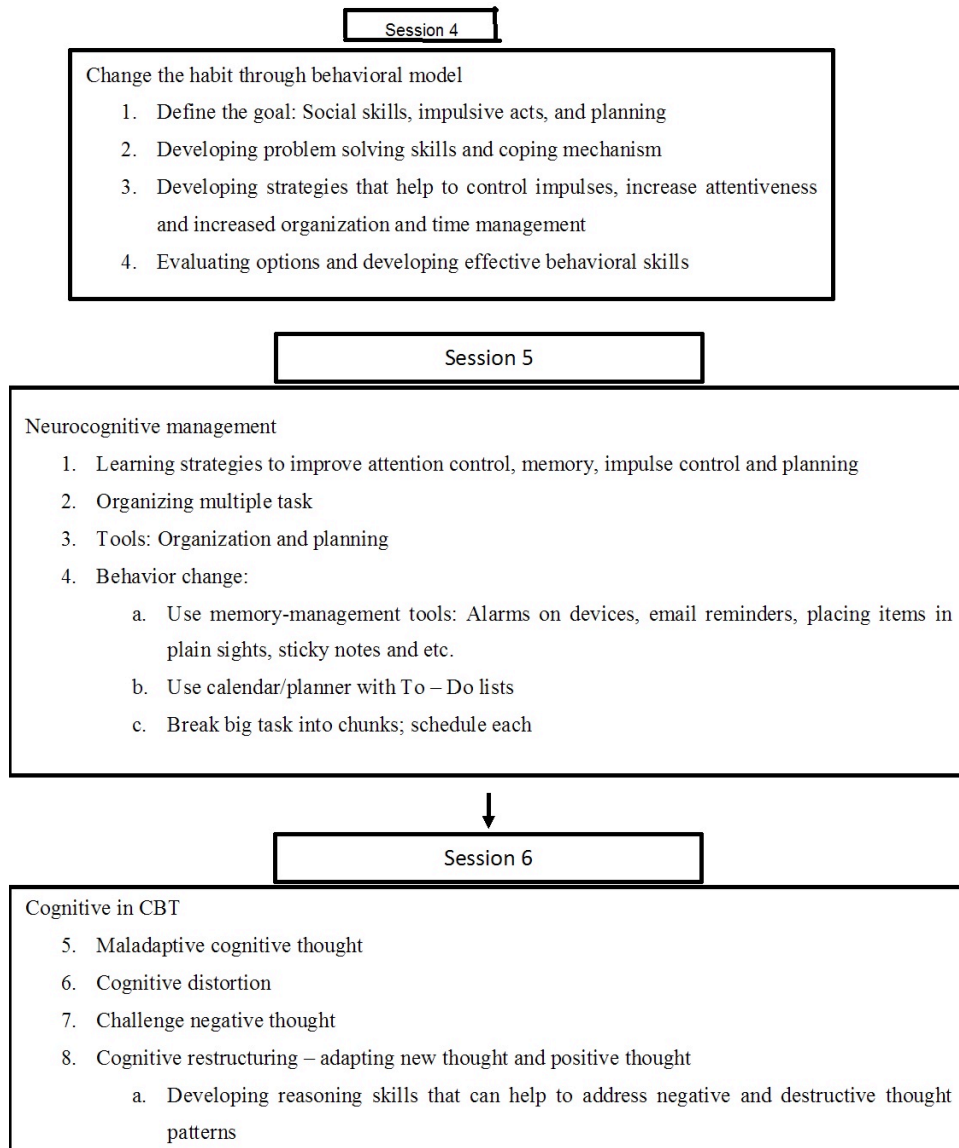 Session 4
Change the habit through behavioral model
1. Define the goal: Social skills, impulsive acts, and planning
2. Developing problem solving skills and coping mechanism
3. Developing strategies that help to control impulses, increase attentiveness
and increased organization and time management
4. Evaluating options and developing effective behavioral skills
Session 5
Neurocognitive management
1. Learning strategies to improve attention control, memory, impulse control and planning
2. Organizing multiple task
3. Tools: Organization and planning
4. Behavior change:
a. Use memory-management tools: Alarms on devices, email reminders, placing items in
plain sights, sticky notes and etc.
b. Use calendar/planner with To – Do lists
c. Break big task into chunks; schedule each
Session 6
Cognitive in CBT
5. Maladaptive cognitive thought
6. Cognitive distortion
7. Challenge negative thought
8. Cognitive restructuring – adapting new thought and positive thought
a. Developing reasoning skills that can help to address negative and destructive thought
patterns